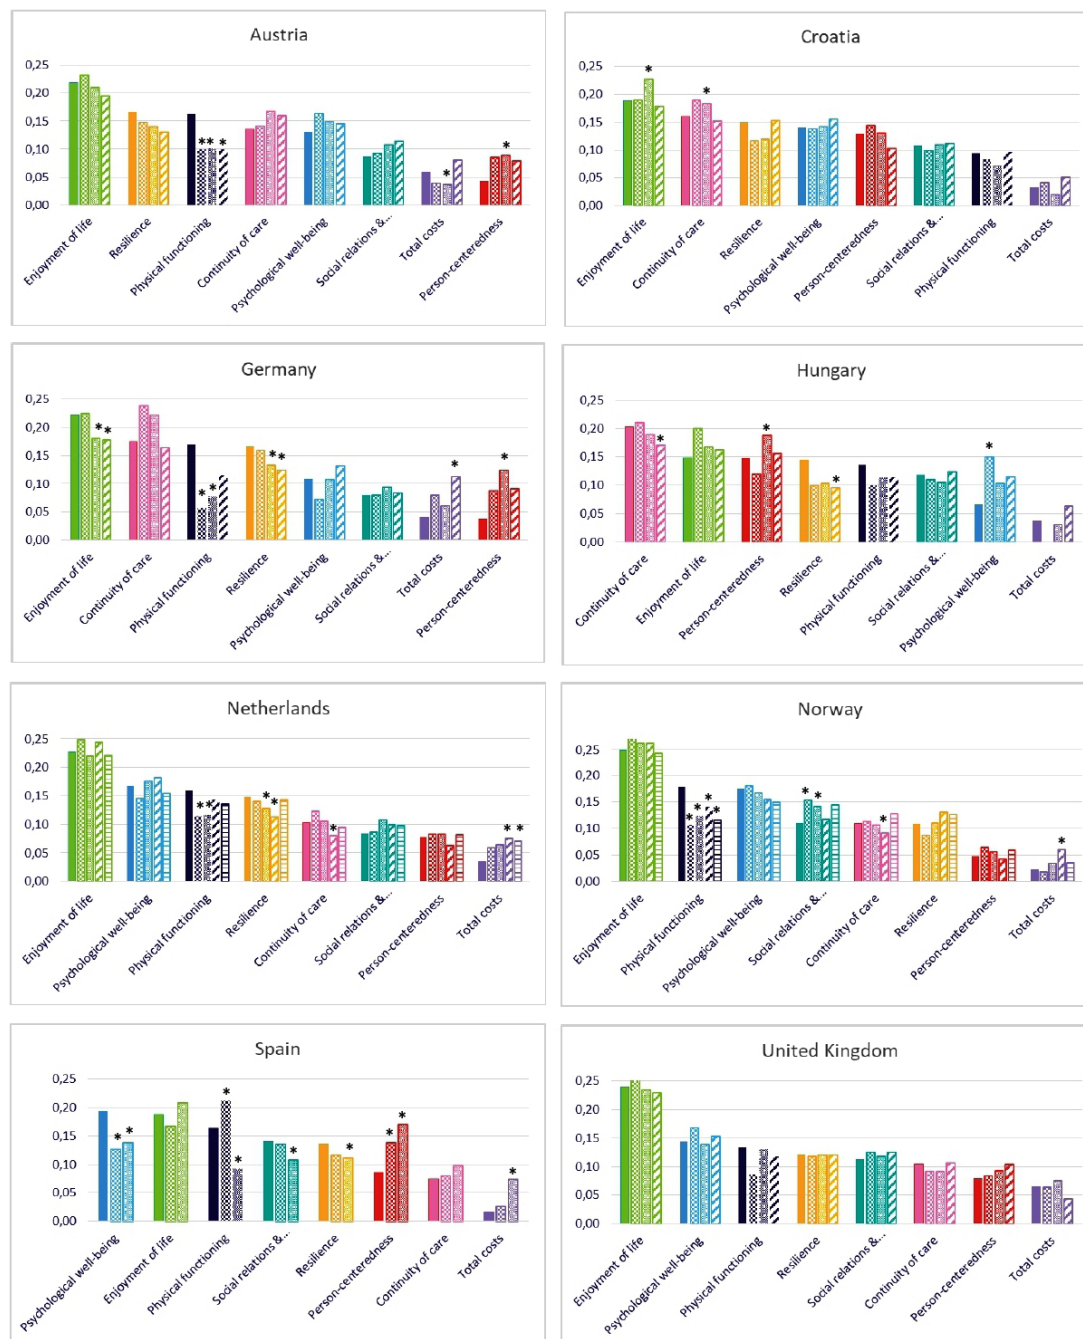 Austria
0,25
0,20
0,15
0,10
0,05
0,00
** *
*
*
Enjoyment of life
Resilience
Physical functioning
Continuity of care
Psychological well-being
Social relations &...
Total costs
Person-centeredness
Croatia
0,25
0,20
0,15
0,10
0,05
0,00
*
*
Enjoyment of life
Continuity of care
Resilience
Psychological well-being
Person-centeredness
Social relations &...
Physical functioning
Total costs
Germany
0,25
0,20
0,15
0,10
0,05
0,00
* *
* *
* *
*
*
Enjoyment of life
Continuity of care
Physical functioning
Resilience
Psychological well-being
Social relations &...
Total costs
Person-centeredness
Hungary
0,25
0,20
0,15
0,10
0,05
0,00
*
*
*
*
Continuity of care
Enjoyment of life
Person-centeredness
Resilience
Physical functioning
Social relations &...
Psychological well-being
Total costs
Netherlands
0,25
0,20
0,15
0,10
0,05
0,00
**
* *
*
* *
Enjoyment of life
Psychological well-being
Physical functioning
Resilience
Continuity of care
Social relations &...
Person-centeredness
Total costs
Norway
0,25
0,20
0,15
0,10
0,05
0,00
* * * *
* *
*
*
Enjoyment of life
Physical functioning
Psychological well-being
Social relations &...
Continuity of care
Resilience
Person-centeredness
Total costs
Spain
0,25
0,20
0,15
0,10
0,05
0,00
* *
* *
*
*
* *
*
Psychological well-being
Enjoyment of life
Physical functioning
Social relations &...
Resilience
Person-centeredness
Continuity of care
Total costs
United Kingdom
0,25
0,20
0,15
0,10
0,05
0,00
Enjoyment of life
Psychological well-being
Physical functioning
Resilience
Social relations &...
Continuity of care
Person-centeredness
Total costs